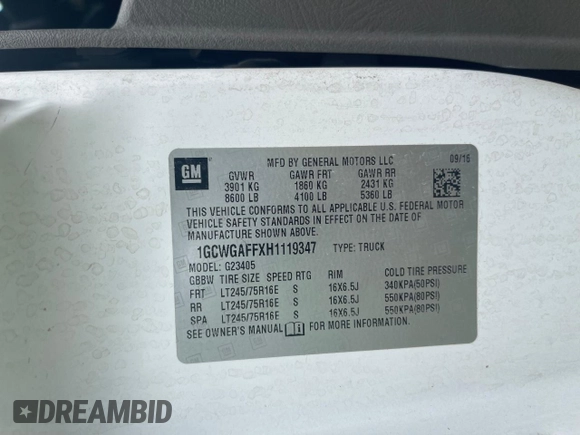 MFD BY GENERAL MOTORS LLC 09/16
GM
GVWR GAWR FRT GAWR RR
3901 KG 1860 KG 2431 KG
8600 LB 4100 LB 5360 LB
THIS VEHICLE CONFORMS TO ALL APPLICABLE U.S. FEDERAL MOTOR
VEHICLE SAFETY STANDARDS IN EFFECT ON THE DATE OF
MANUFACTURE SHOWN ABOVE.
1GCWGAFFXH1119347 TYPE: TRUCK
MODEL: G23405
GBBW TIRE SIZE SPEED RTG RIM COLD TIRE PRESSURE
FRT LT245/75R16E S 16X6.5J 340KPA(50PSI)
RR LT245/75R16E S 16X6.5J 550KPA(80PSI)
SPA LT245/75R16E S 16X6.5J 550KPA(80PSI)
SEE OWNER'S MANUAL FOR MORE INFORMATION.
DREAMBID